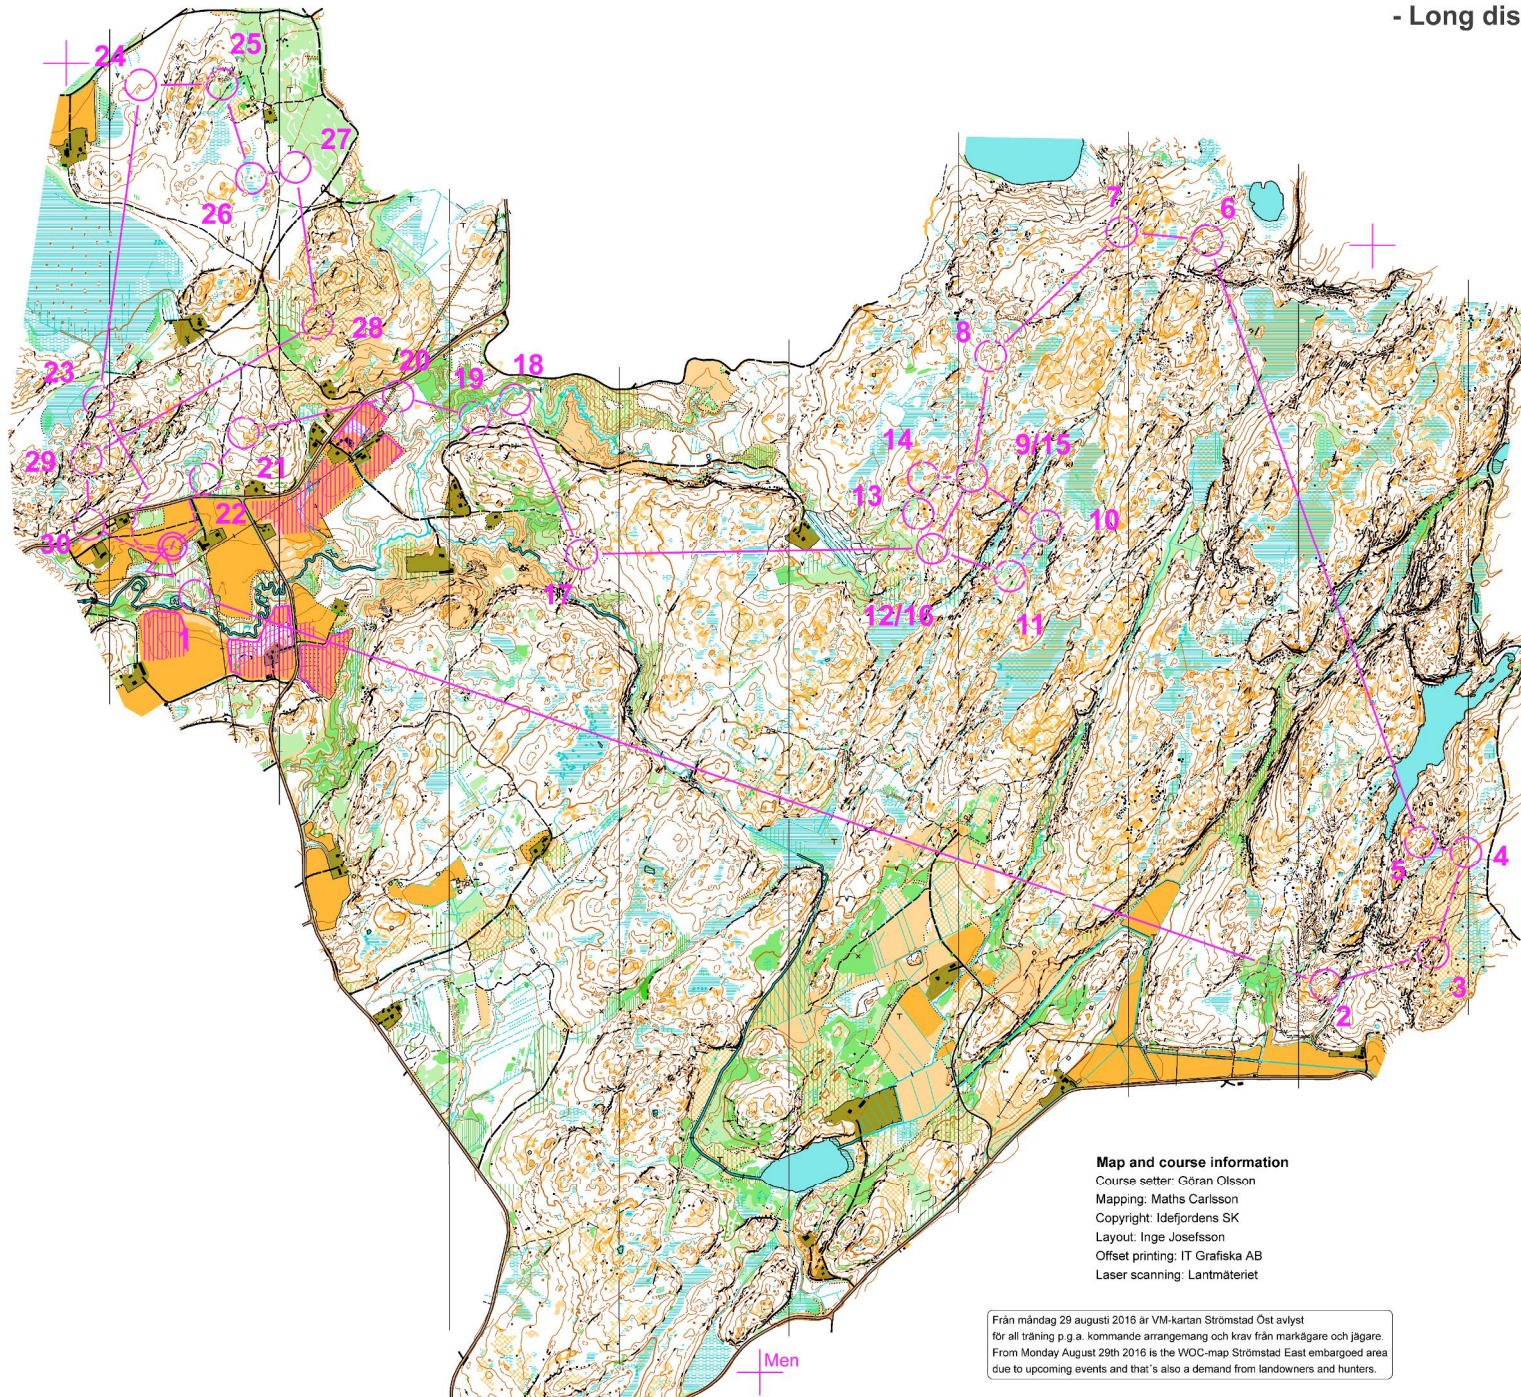 - Long dis
24
25
27
26
28
23
20
19
18
29
21
22
30
17
1
7
6
8
14
9/15
13
10
12/16
11
5
4
3
2
Map and course information
Course setter: Göran Olsson
Mapping: Maths Carlsson
Copyright: Idefjordens SK
Layout: Inge Josefsson
Offset printing: IT Grafiska AB
Laser scanning: Lantmäteriet
Från måndag 29 augusti 2016 är VM-kartan Strömstad Öst avlyst
för all träning p.g.a. kommande arrangemang och krav från markägare och jägare.
From Monday August 29th 2016 is the WOC-map Strömstad East embargoed area
due to upcoming events and that´s also a demand from landowners and hunters.
Men